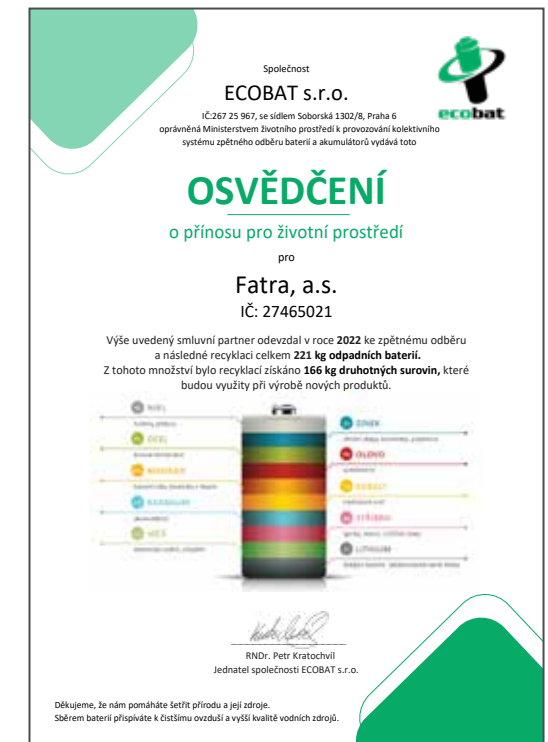 Společnost
ECOBAT s.r.o.
IČ:267 25 967, se sídlem Soborská 1302/8, Praha 6
oprávněná Ministerstvem životního prostředí k provozování kolektivního
systému zpětného odběru baterií a akumulátorů vydává toto
ecobat
OSVĚDČENÍ
o přínosu pro životní prostředí
pro
Fatra, a.s.
IČ: 27465021
Výše uvedený smluvní partner odevzdal v roce 2022 ke zpětnému odběru
a následné recyklaci celkem 221 kg odpadních baterií.
Z tohoto množství bylo recyklací získáno 166 kg druhotných surovin, které
budou využity při výrobě nových produktů.
NIKL
OCEL
MANGAN
KADMIUM
MĚĎ
ZINEK
OLOVO
KOBALT
STŘÍBRO
LITHIUM
RNDr. Petr Kratochvíl
Jednatel společnosti ECOBAT s.r.o.
Děkujeme, že nám pomáháte šetřit přírodu a její zdroje.
Sběrem baterií přispíváte k čistšímu ovzduší a vyšší kvalitě vodních zdrojů.